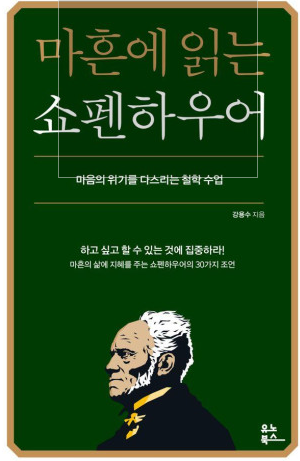 마흔에 읽는
쇼펜하우어
마음의 위기를 다스리는 철학 수업
강용수 지음
하고 싶고 할 수 있는 것에 집중하라!
마흔의 삶에 지혜를 주는 쇼펜하우어의 30가지 조언
유노
북스